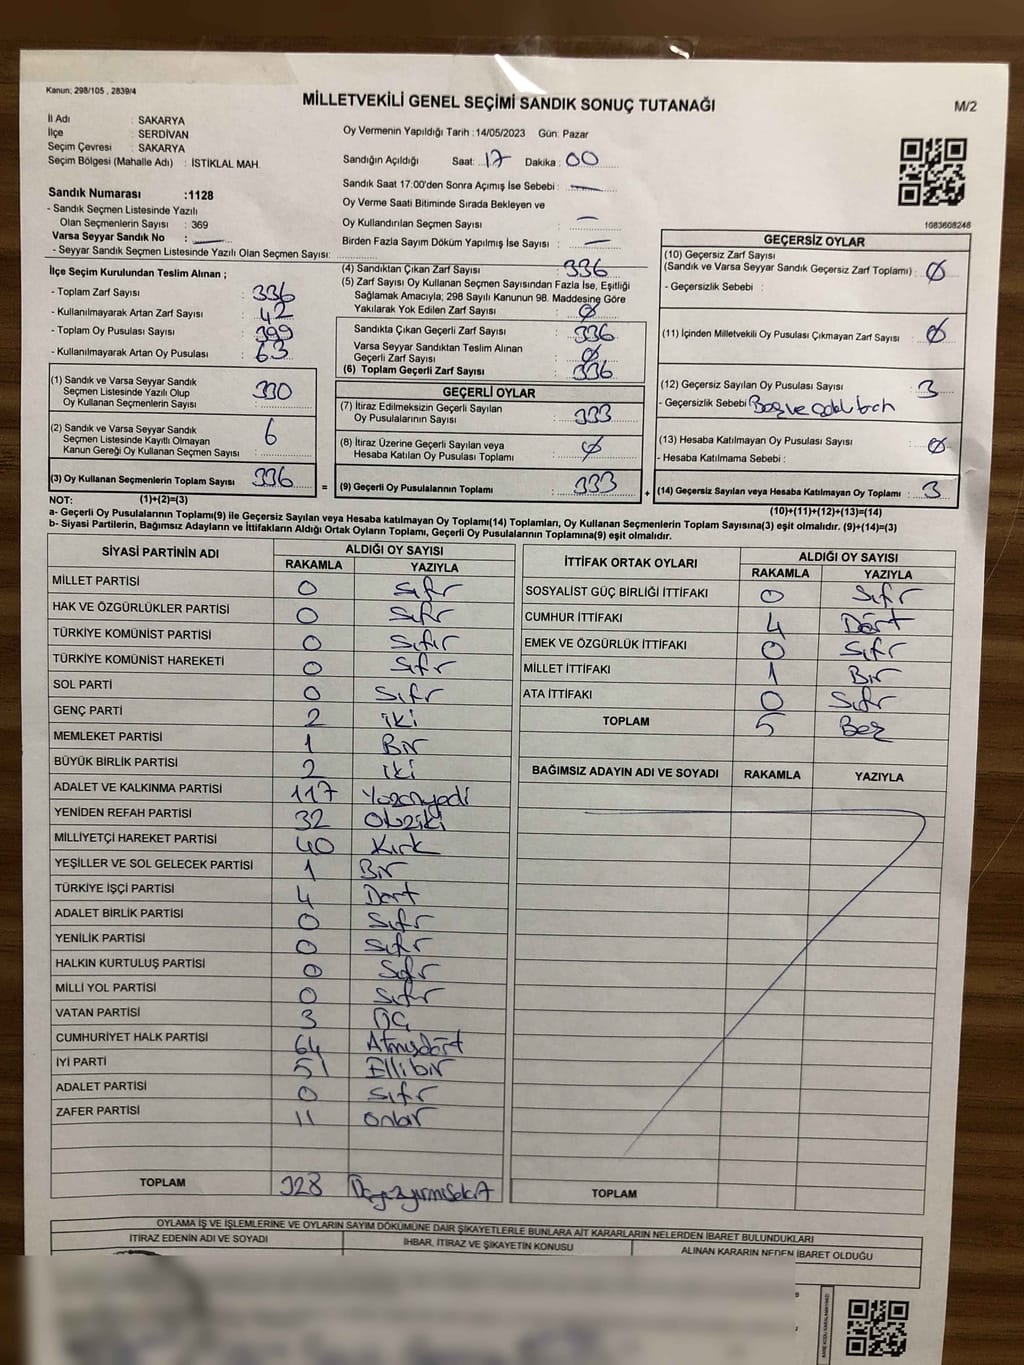 Kanun: 298/105 , 2839/4
MİLLETVEKİLİ GENEL SEÇİMİ SANDIK SONUÇ TUTANAĞI
M/2
İl Adı : SAKARYA
İlçe : SERDİVAN
Seçim Çevresi : SAKARYA
Seçim Bölgesi (Mahalle Adı) : İSTİKLAL MAH.
Oy Vermenin Yapıldığı Tarih : 14/05/2023 Gün: Pazar
Sandığın Açıldığı Saat: 17 Dakika : 00
Sandık Saat 17:00'den Sonra Açımış İse Sebebi : —
Oy Verme Saati Bitiminde Sırada Bekleyen ve
Oy Kullandırılan Seçmen Sayısı : —
Birden Fazla Sayım Döküm Yapılmış İse Sayısı : —
1083608248
Sandık Numarası :1128
- Sandık Seçmen Listesinde Yazılı
Olan Seçmenlerin Sayısı : 369
Varsa Seyyar Sandık No : —
- Seyyar Sandık Seçmen Listesinde Yazılı Olan Seçmen Sayısı:
İlçe Seçim Kurulundan Teslim Alınan ;
- Toplam Zarf Sayısı : 336
- Kullanılmayarak Artan Zarf Sayısı : 42
- Toplam Oy Pusulası Sayısı : 399
- Kullanılmayarak Artan Oy Pusulası : 63
(1) Sandık ve Varsa Seyyar Sandık
Seçmen Listesinde Yazılı Olup
Oy Kullanan Seçmenlerin Sayısı : 330
(2) Sandık ve Varsa Seyyar Sandık
Seçmen Listesinde Kayıtlı Olmayan
Kanun Gereği Oy Kullanan Seçmen Sayısı : 6
(3) Oy Kullanan Seçmenlerin Toplam Sayısı : 336
(4) Sandıktan Çıkan Zarf Sayısı : 336
(5) Zarf Sayısı Oy Kullanan Seçmen Sayısından Fazla İse, Eşitliği
Sağlamak Amacıyla; 298 Sayılı Kanunun 98. Maddesine Göre
Yakılarak Yok Edilen Zarf Sayısı : 0
Sandıkta Çıkan Geçerli Zarf Sayısı : 336
Varsa Seyyar Sandıktan Teslim Alınan
Geçerli Zarf Sayısı : 0
(6) Toplam Geçerli Zarf Sayısı : 336
GEÇERLİ OYLAR
(7) İtiraz Edilmeksizin Geçerli Sayılan
Oy Pusulalarının Sayısı : 333
(8) İtiraz Üzerine Geçerli Sayılan veya
Hesaba Katılan Oy Pusulası Toplamı : 0
= (9) Geçerli Oy Pusulalarının Toplamı : 333 +
GEÇERSİZ OYLAR
(10) Geçersiz Zarf Sayısı
(Sandık ve Varsa Seyyar Sandık Geçersiz Zarf Toplamı) : 0
- Geçersizlik Sebebi :
(11) İçinden Milletvekili Oy Pusulası Çıkmayan Zarf Sayısı : 0
(12) Geçersiz Sayılan Oy Pusulası Sayısı : 3
- Geçersizlik Sebebi Boş ve
(13) Hesaba Katılmayan Oy Pusulası Sayısı : 0
- Hesaba Katılmama Sebebi :
(14) Geçersiz Sayılan veya Hesaba Katılmayan Oy Toplamı : 3
NOT: (1)+(2)=(3)
(10)+(11)+(12)+(13)=(14)
a- Geçerli Oy Pusulalarının Toplamı(9) ile Geçersiz Sayılan veya Hesaba katılmayan Oy Toplamı(14) Toplamları, Oy Kullanan Seçmenlerin Toplam Sayısına(3) eşit olmalıdır. (9)+(14)=(3)
b- Siyasi Partilerin, Bağımsız Adayların ve İttifakların Aldığı Ortak Oyların Toplamı, Geçerli Oy Pusulalarının Toplamına(9) eşit olmalıdır.
SİYASİ PARTİNİN ADI ALDIĞI OY SAYISI
RAKAMLA YAZIYLA
MİLLET PARTİSİ 0 Sıfır
HAK VE ÖZGÜRLÜKLER PARTİSİ 0 Sıfır
TÜRKİYE KOMÜNİST PARTİSİ 0 Sıfır
TÜRKİYE KOMÜNİST HAREKETİ 0 Sıfır
SOL PARTİ 0 Sıfır
GENÇ PARTİ 2 iki
MEMLEKET PARTİSİ 1 Bir
BÜYÜK BİRLİK PARTİSİ 2 iki
ADALET VE KALKINMA PARTİSİ 117 Yüzonyedi
YENİDEN REFAH PARTİSİ 32 Otuziki
MİLLİYETÇİ HAREKET PARTİSİ 40 Kırk
YEŞİLLER VE SOL GELECEK PARTİSİ 1 Bir
TÜRKİYE İŞÇİ PARTİSİ 4 Dört
ADALET BİRLİK PARTİSİ 0 Sıfır
YENİLİK PARTİSİ 0 Sıfır
HALKIN KURTULUŞ PARTİSİ 0 Sıfır
MİLLİ YOL PARTİSİ 0 Sıfır
VATAN PARTİSİ 3 ÜÇ
CUMHURİYET HALK PARTİSİ 64 Atmışdört
İYİ PARTİ 51 Ellibir
ADALET PARTİSİ 0 Sıfır
ZAFER PARTİSİ 11 onbir
TOPLAM 328 Üçyüzyirmisekiz
İTTİFAK ORTAK OYLARI ALDIĞI OY SAYISI
RAKAMLA YAZIYLA
SOSYALİST GÜÇ BİRLİĞİ İTTİFAKI 0 Sıfır
CUMHUR İTTİFAKI 4 Dört
EMEK VE ÖZGÜRLÜK İTTİFAKI 0 Sıfır
MİLLET İTTİFAKI 1 Bir
ATA İTTİFAKI 0 Sıfır
TOPLAM 5 Beş
BAĞIMSIZ ADAYIN ADI VE SOYADI RAKAMLA YAZIYLA
TOPLAM
OYLAMA İŞ VE İŞLEMLERİNE VE OYLARIN SAYIM DÖKÜMÜNE DAİR ŞİKAYETLERLE BUNLARA AİT KARARLARIN NELERDEN İBARET BULUNDUKLARI
İTİRAZ EDENİN ADI VE SOYADI İHBAR, İTİRAZ VE ŞİKAYETİN KONUSU ALINAN KARARIN NEDEN İBARET OLDUĞU